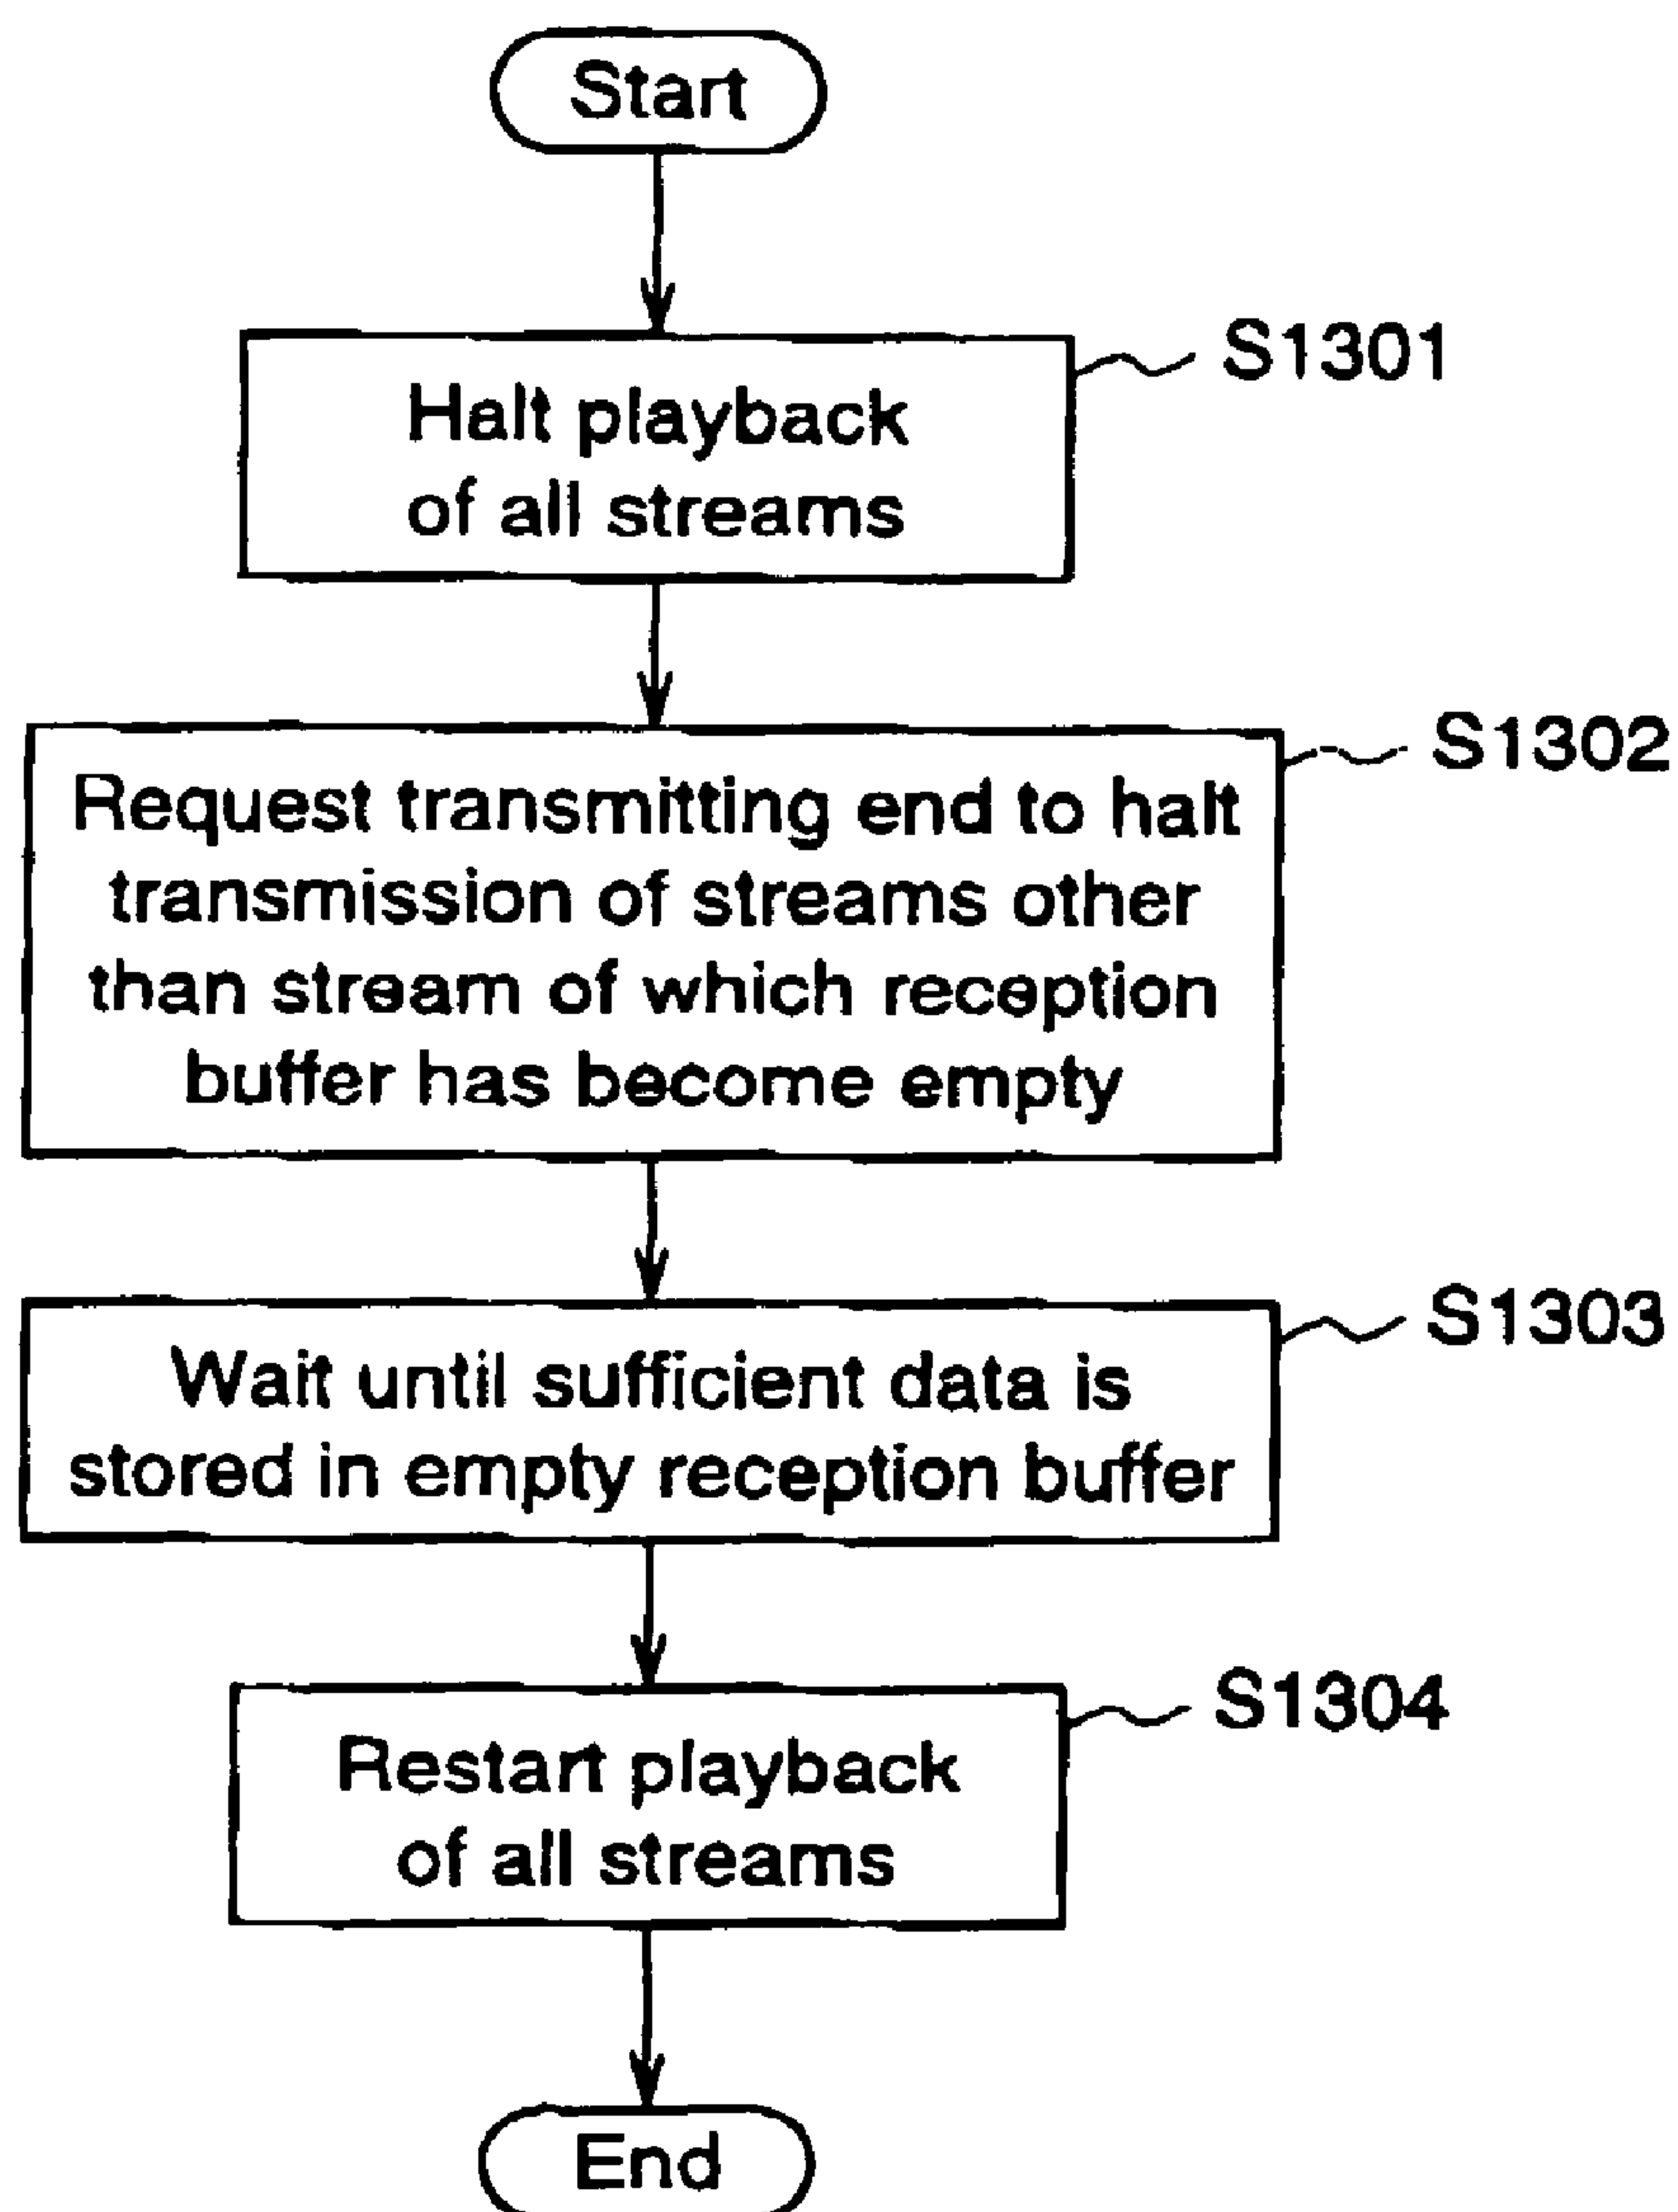 Start
S1301
Halt playback
of all streams
S1302
Request transmitting end to halt
transmission of streams other
than stream of which reception
buffer has become empty
S1303
Wait until sufficient data is
stored in empty reception buffer
S1304
Restart playback
of all streams
End